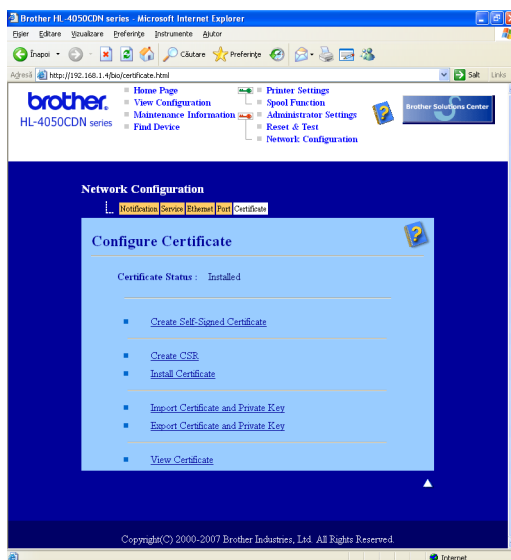 Brother HL-4050CDN series - Microsoft Internet Explorer
Fişier Editare Vizualizare Preferinţe Instrumente Ajutor
Înapoi Căutare Preferinţe
Adresă http://192.168.1.4/bio/certificate.html Salt Links
brother.
HL-4050CDN series
Home Page
View Configuration
Maintenance Information
Find Device
Printer Settings
Spool Function
Administrator Settings
Reset & Test
Network Configuration
Brother Solutions Center
Network Configuration
Notification Service Ethernet Port Certificate
Configure Certificate
Certificate Status : Installed
Create Self-Signed Certificate
Create CSR
Install Certificate
Import Certificate and Private Key
Export Certificate and Private Key
View Certificate
Copyright(C) 2000-2007 Brother Industries, Ltd. All Rights Reserved.
Internet